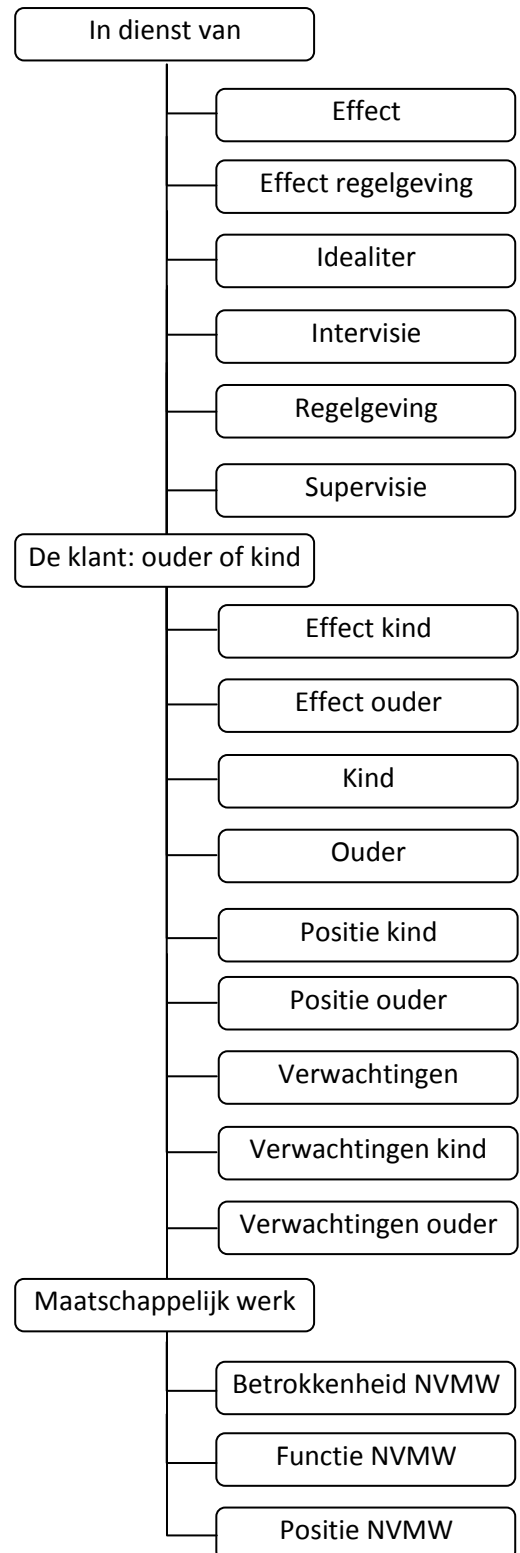 In dienst van
Effect
Effect regelgeving
Idealiter
Intervisie
Regelgeving
Supervisie
De klant: ouder of kind
Effect kind
Effect ouder
Kind
Ouder
Positie kind
Positie ouder
Verwachtingen
Verwachtingen kind
Verwachtingen ouder
Maatschappelijk werk
Betrokkenheid NVMW
Functie NVMW
Positie NVMW